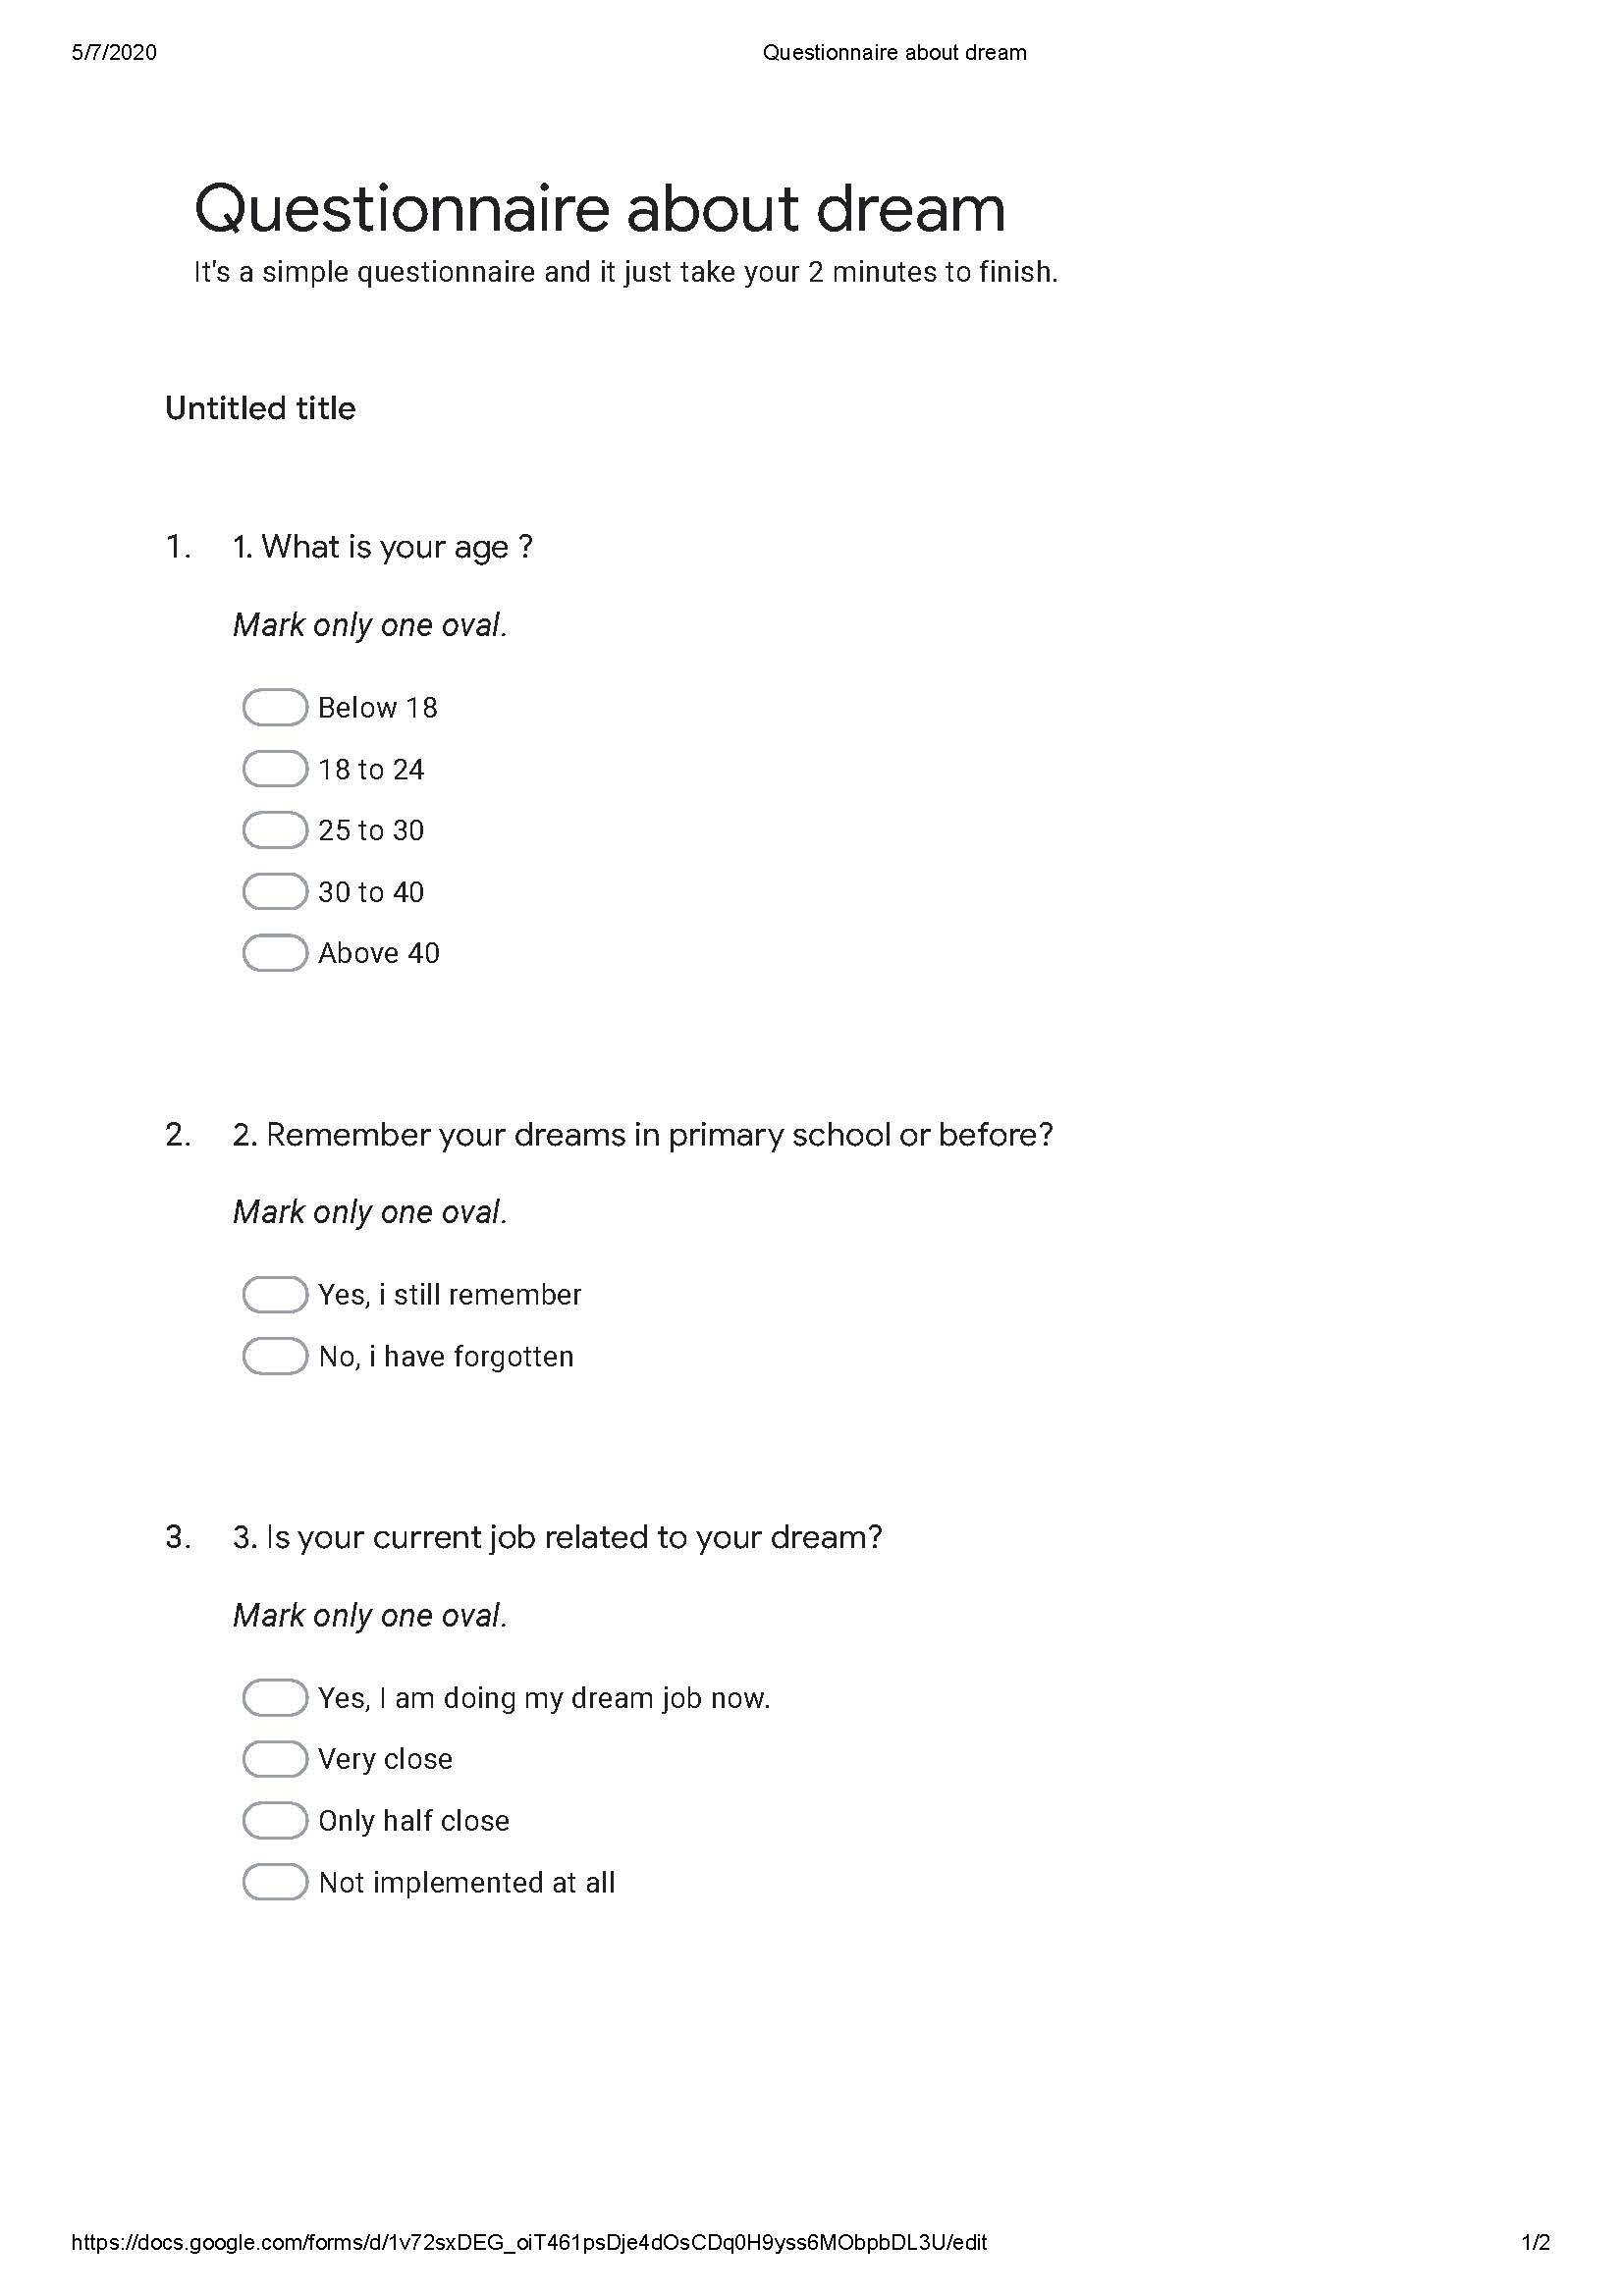 5/7/2020 Questionnaire about dream
Questionnaire about dream
It's a simple questionnaire and it just take your 2 minutes to finish.
Untitled title
1. 1. What is your age ?
Mark only one oval.
Below 18
18 to 24
25 to 30
30 to 40
Above 40
2. 2. Remember your dreams in primary school or before?
Mark only one oval.
Yes, i still remember
No, i have forgotten
3. 3. Is your current job related to your dream?
Mark only one oval.
Yes, I am doing my dream job now.
Very close
Only half close
Not implemented at all
https://docs.google.com/forms/d/1v72sxDEG_oiT461psDje4dOsCDq0H9yss6MObpbDL3U/edit 1/2